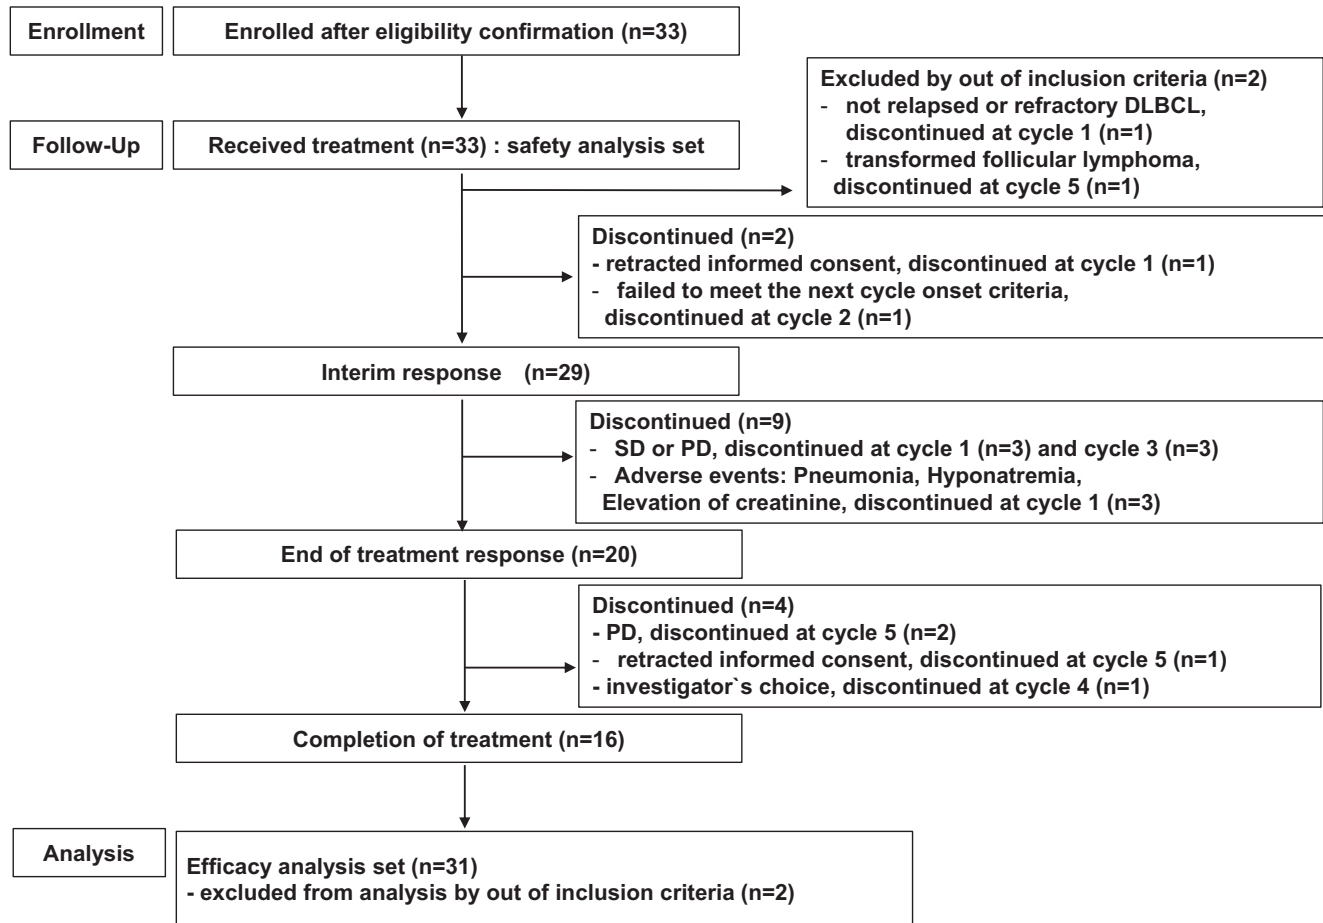 Enrollment
Enrolled after eligibility confirmation (n=33)
Excluded by out of inclusion criteria (n=2)
- not relapsed or refractory DLBCL,
discontinued at cycle 1 (n=1)
- transformed follicular lymphoma,
discontinued at cycle 5 (n=1)
Follow-Up
Received treatment (n=33) : safety analysis set
Discontinued (n=2)
- retracted informed consent, discontinued at cycle 1 (n=1)
- failed to meet the next cycle onset criteria,
discontinued at cycle 2 (n=1)
Interim response (n=29)
Discontinued (n=9)
- SD or PD, discontinued at cycle 1 (n=3) and cycle 3 (n=3)
- Adverse events: Pneumonia, Hyponatremia,
Elevation of creatinine, discontinued at cycle 1 (n=3)
End of treatment response (n=20)
Discontinued (n=4)
- PD, discontinued at cycle 5 (n=2)
- retracted informed consent, discontinued at cycle 5 (n=1)
- investigator`s choice, discontinued at cycle 4 (n=1)
Completion of treatment (n=16)
Analysis
Efficacy analysis set (n=31)
- excluded from analysis by out of inclusion criteria (n=2)